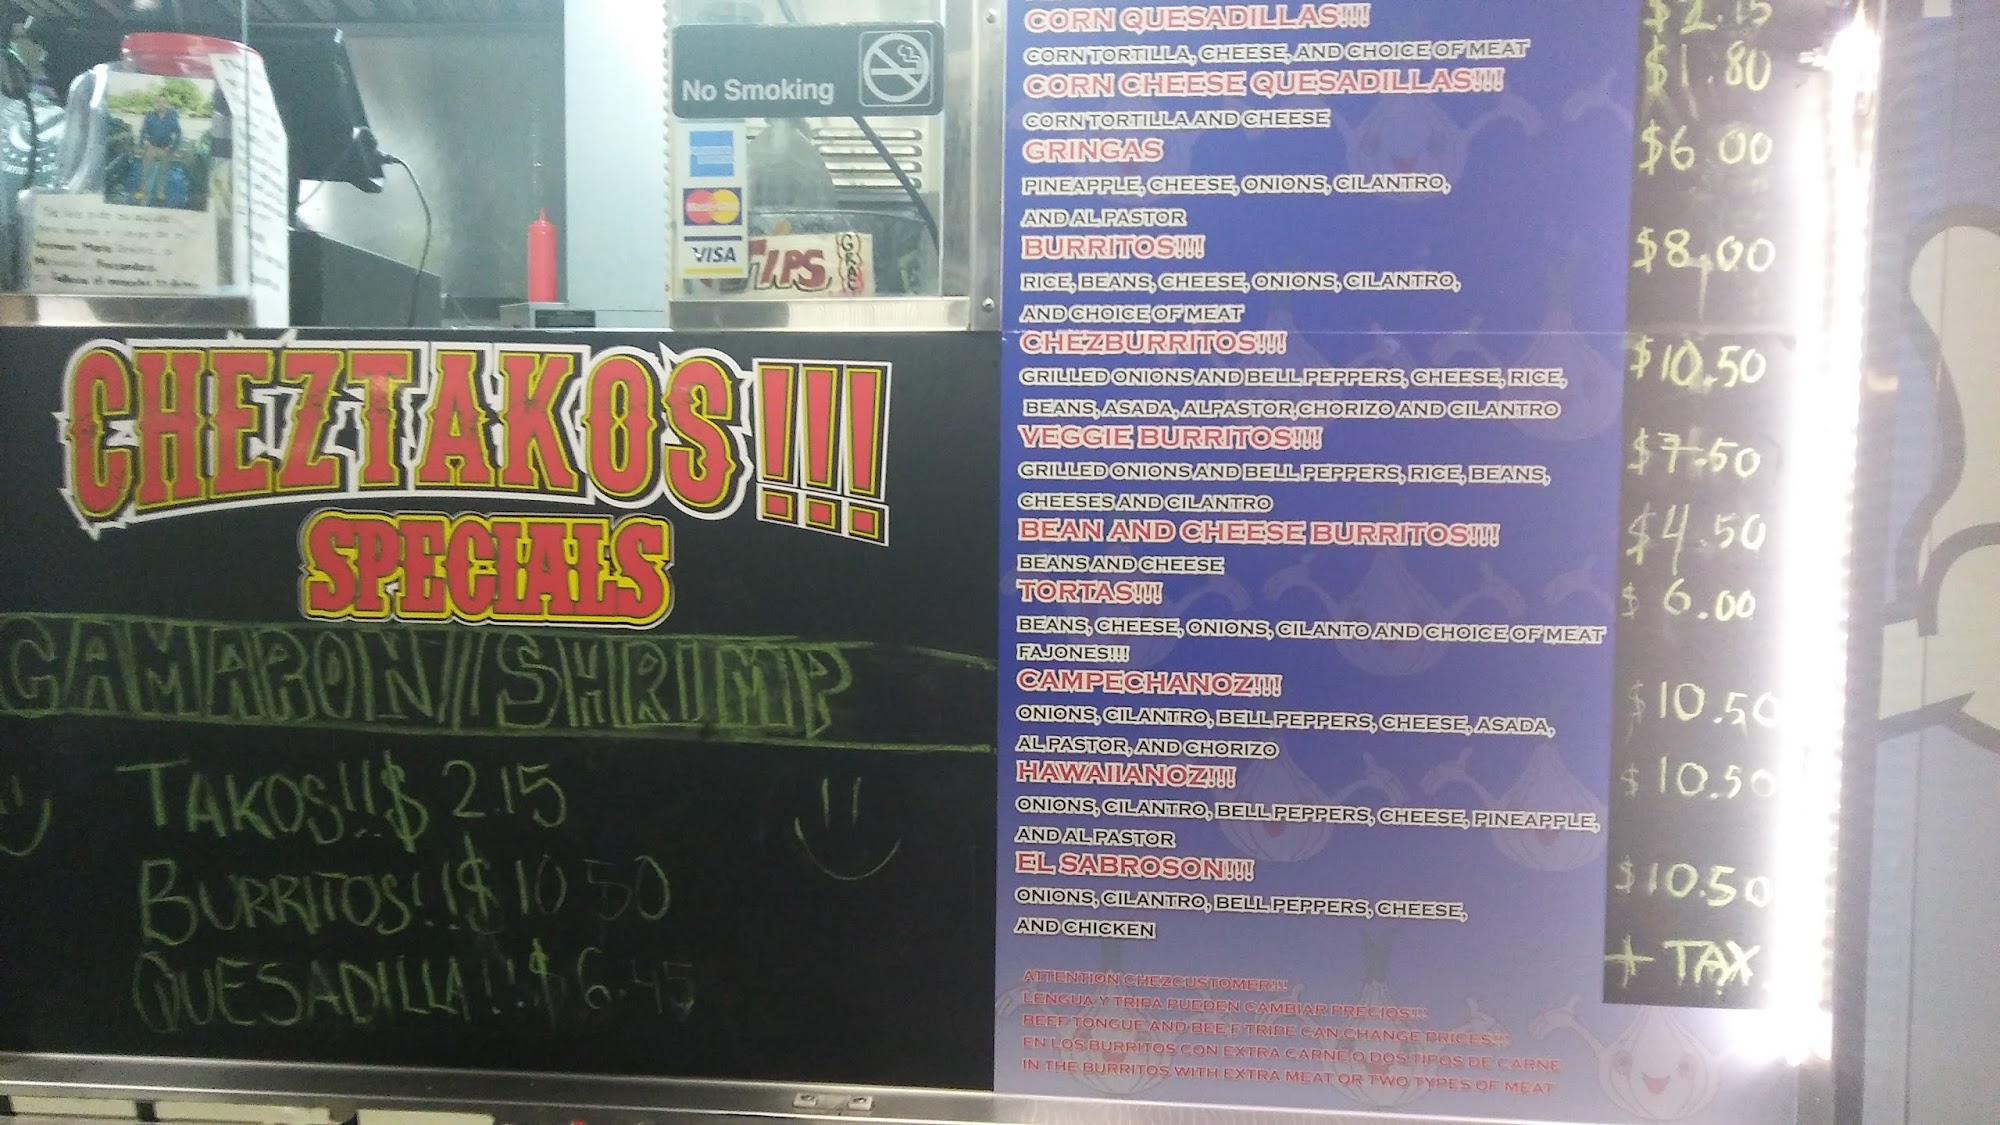 No Smoking
VISA
TIPS
CHEZTAKOS!!!
SPECIALS
CAMARON/SHRIMP
TAKOS!!! $ 2.15
BURRITOS!!! $ 10 50
QUESADILLA!!! $ 6.45
CORN QUESADILLAS!!! $2.15
CORN TORTILLA, CHEESE, AND CHOICE OF MEAT
CORN CHEESE QUESADILLAS!!! $1.80
CORN TORTILLA AND CHEESE
GRINGAS $6 00
PINEAPPLE, CHEESE, ONIONS, CILANTRO,
AND AL PASTOR
BURRITOS!!! $8.00
RICE, BEANS, CHEESE, ONIONS, CILANTRO,
AND CHOICE OF MEAT
CHEZBURRITOS!!! $10.50
GRILLED ONIONS AND BELL PEPPERS, CHEESE, RICE,
BEANS, ASADA, ALPASTOR,CHORIZO AND CILANTRO
VEGGIE BURRITOS!!! $7.50
GRILLED ONIONS AND BELL PEPPERS, RICE, BEANS,
CHEESES AND CILANTRO
BEAN AND CHEESE BURRITOS!!! $4.50
BEANS AND CHEESE
TORTAS!!! $ 6.00
BEANS, CHEESE, ONIONS, CILANTO AND CHOICE OF MEAT
FAJONES!!!
CAMPECHANOZ!!! $10.50
ONIONS, CILANTRO, BELL PEPPERS, CHEESE, ASADA,
AL PASTOR, AND CHORIZO
HAWAIIANOZ!!! $10.50
ONIONS, CILANTRO, BELL PEPPERS, CHEESE, PINEAPPLE,
AND AL PASTOR
EL SABROSON!!! $10.50
ONIONS, CILANTRO, BELL PEPPERS, CHEESE,
AND CHICKEN
+ TAX
ATTENTION CHEZCUSTOMER!!!
LENGUA Y TRIPA PUEDEN CAMBIAR PRECIOS!!!
BEEF TONGUE AND BEEF TRIBE CAN CHANGE PRICES!!!
EN LOS BURRITOS CON EXTRA CARNE O DOS TIPOS DE CARNE
IN THE BURRITOS WITH EXTRA MEAT OR TWO TYPES OF MEAT